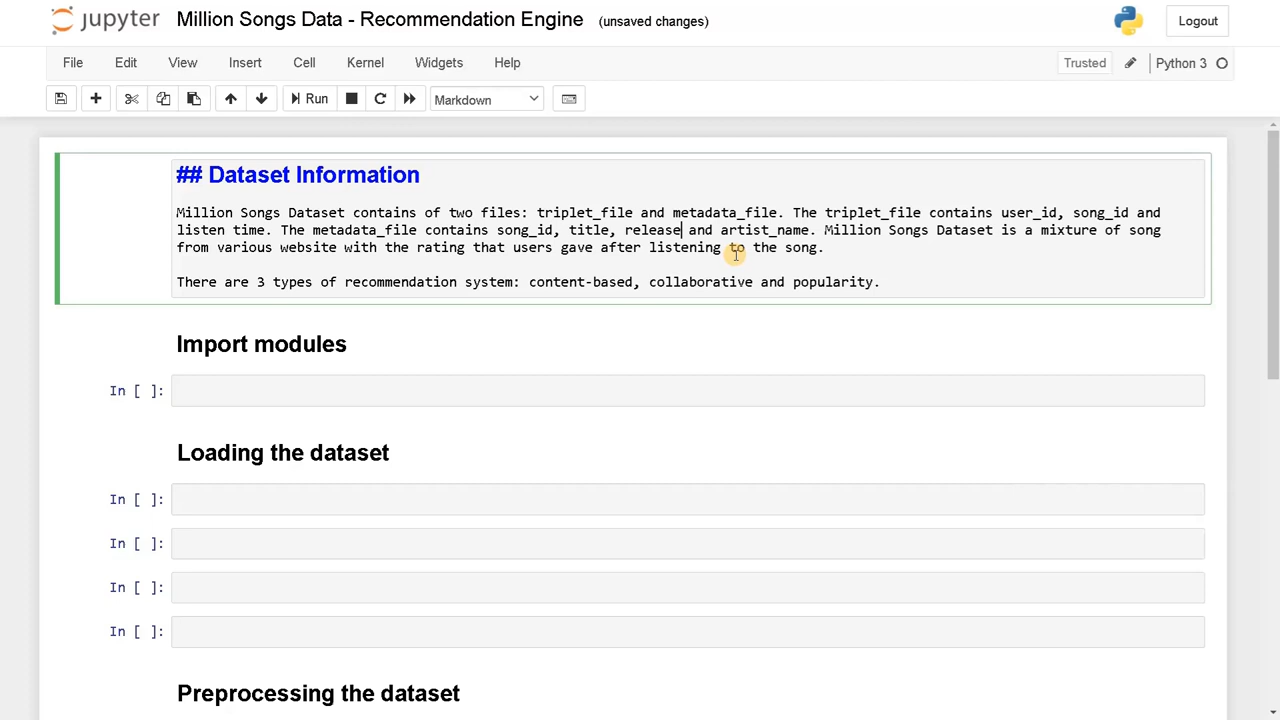 jupyter Million Songs Data - Recommendation Engine (unsaved changes) Logout
File Edit View Insert Cell Kernel Widgets Help Trusted Python 3
Run Markdown
## Dataset Information
Million Songs Dataset contains of two files: triplet_file and metadata_file. The triplet_file contains user_id, song_id and
listen time. The metadata_file contains song_id, title, release and artist_name. Million Songs Dataset is a mixture of song
from various website with the rating that users gave after listening to the song.
There are 3 types of recommendation system: content-based, collaborative and popularity.
Import modules
In [ ]:
Loading the dataset
In [ ]:
In [ ]:
In [ ]:
In [ ]:
Preprocessing the dataset